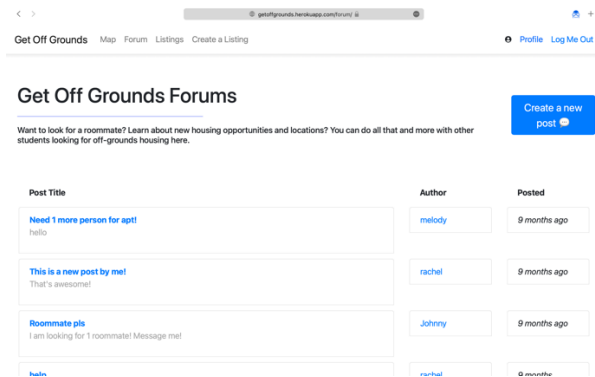 getoffgrounds.herokuapp.com/forum/
Get Off Grounds Map Forum Listings Create a Listing Profile Log Me Out
Get Off Grounds Forums
Create a new
post
Want to look for a roommate? Learn about new housing opportunities and locations? You can do all that and more with other
students looking for off-grounds housing here.
Post Title Author Posted
Need 1 more person for apt! melody 9 months ago
hello
This is a new post by me! rachel 9 months ago
That's awesome!
Roommate pls Johnny 9 months ago
I am looking for 1 roommate! Message me!
help rachel 9 months